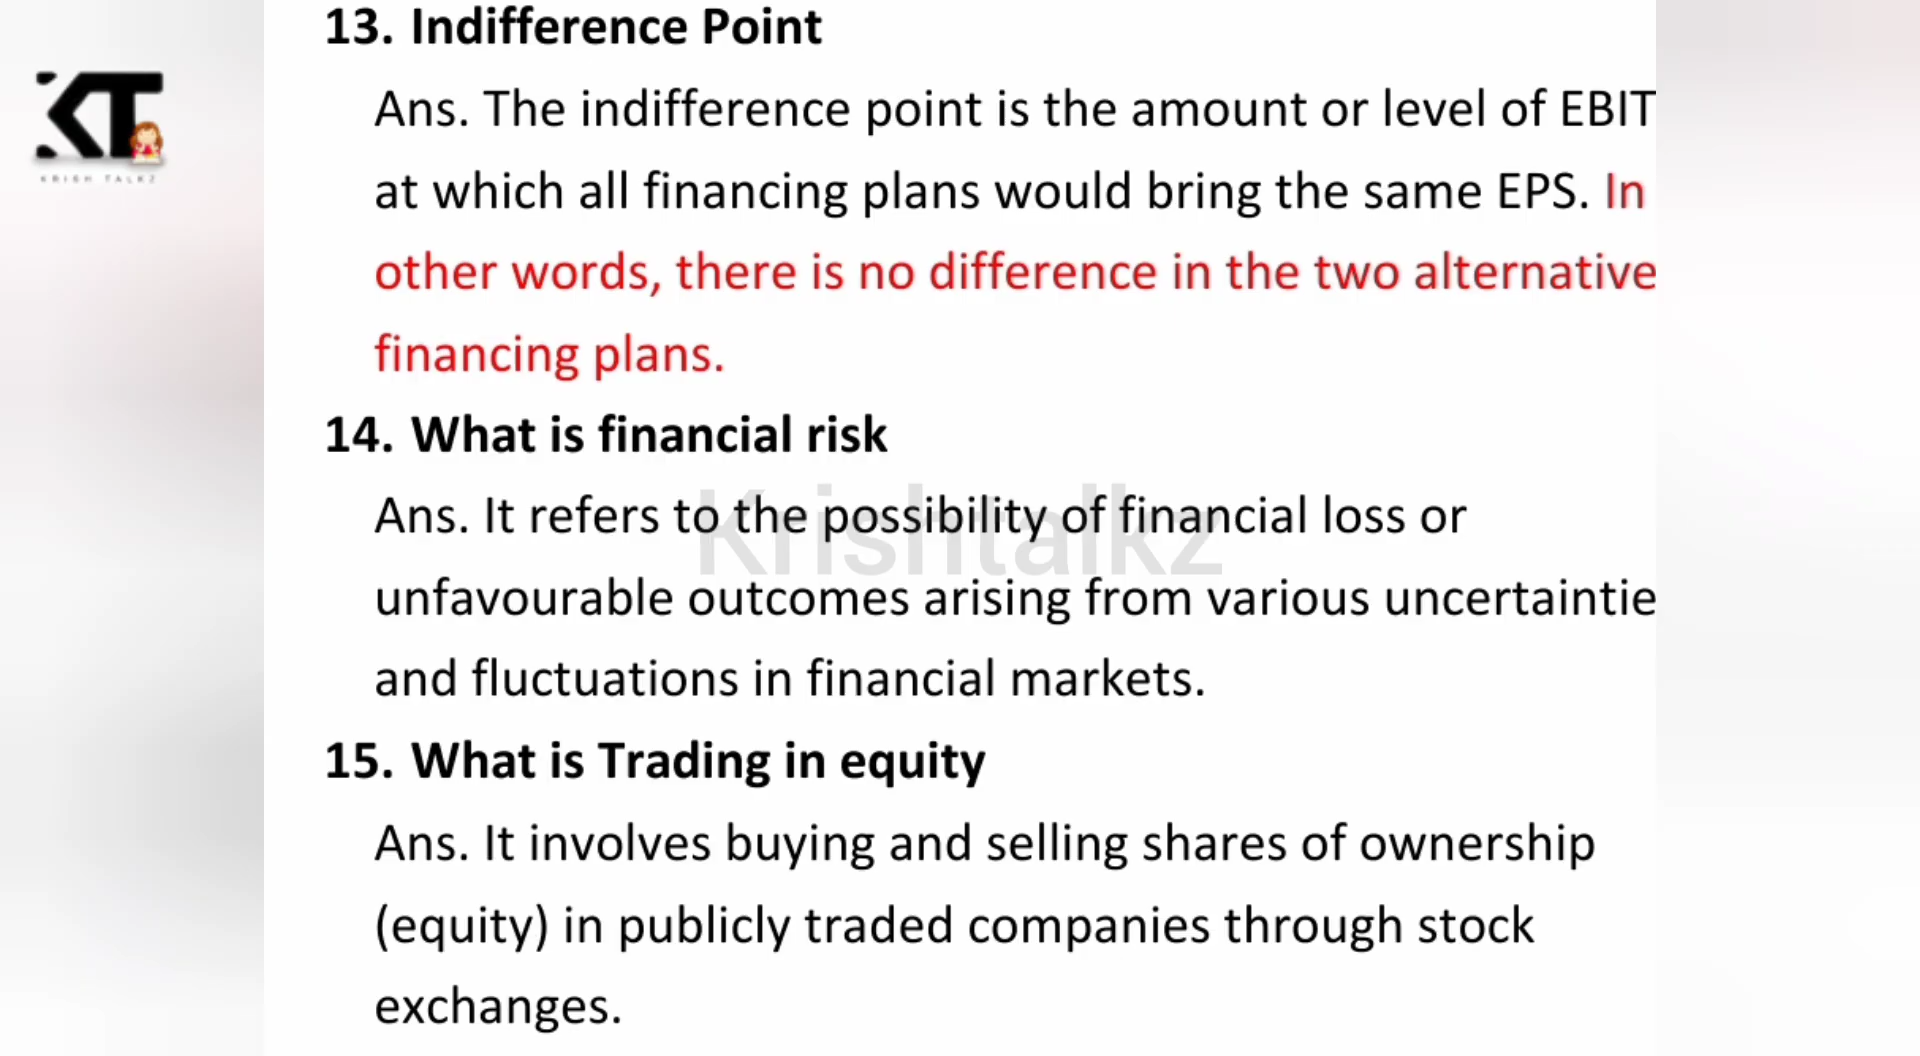 13. Indifference Point
KT
Ans. The indifference point is the amount or level of EBIT
KRISH TALKZ
at which all financing plans would bring the same EPS. In
other words, there is no difference in the two alternative
financing plans.
14. What is financial risk
Ans. It refers to the possibility of financial loss or
Krishtalkz
unfavourable outcomes arising from various uncertaintie
and fluctuations in financial markets.
15. What is Trading in equity
Ans. It involves buying and selling shares of ownership
(equity) in publicly traded companies through stock
exchanges.